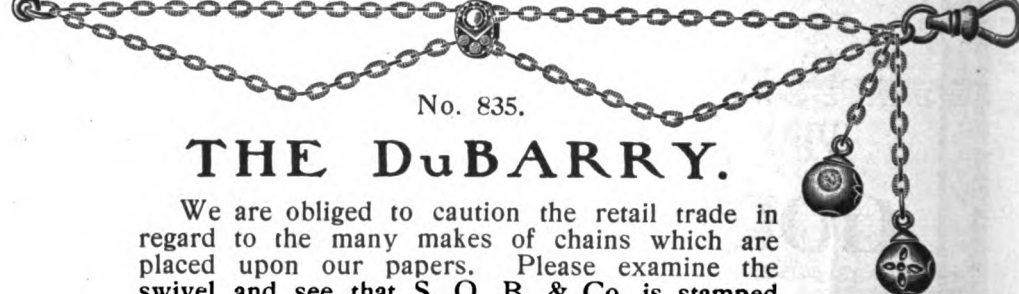 No. 835.
THE DuBARRY.
We are obliged to caution the retail trade in
regard to the many makes of chains which are
placed upon our papers. Please examine the
swivel and see that S. O. B. & Co. is stamped